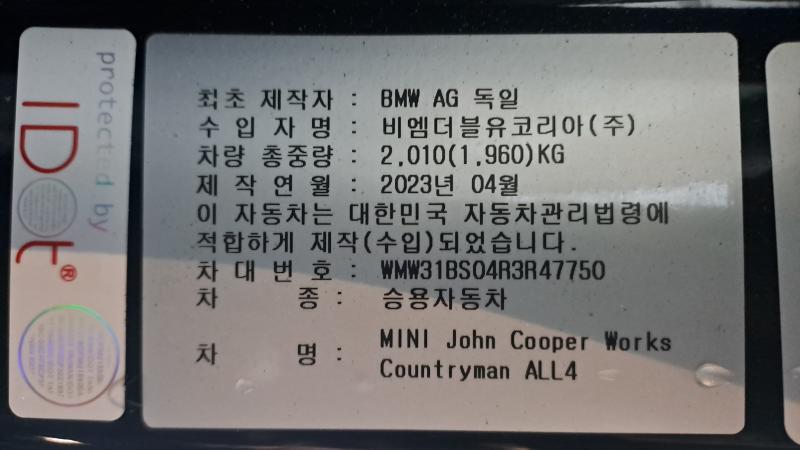 protected by
IDot®
최초 제작자 : BMW AG 독일
수 입 자 명 : 비엠더블유코리아(주)
차량 총중량 : 2,010(1,960)KG
제 작 연 월 : 2023년 04월
이 자동차는 대한민국 자동차관리법령에
적합하게 제작(수입)되었습니다.
차 대 번 호 : WMW31BS04R3R47750
차 종 : 승용자동차
차 명 : MINI John Cooper Works
Countryman ALL4